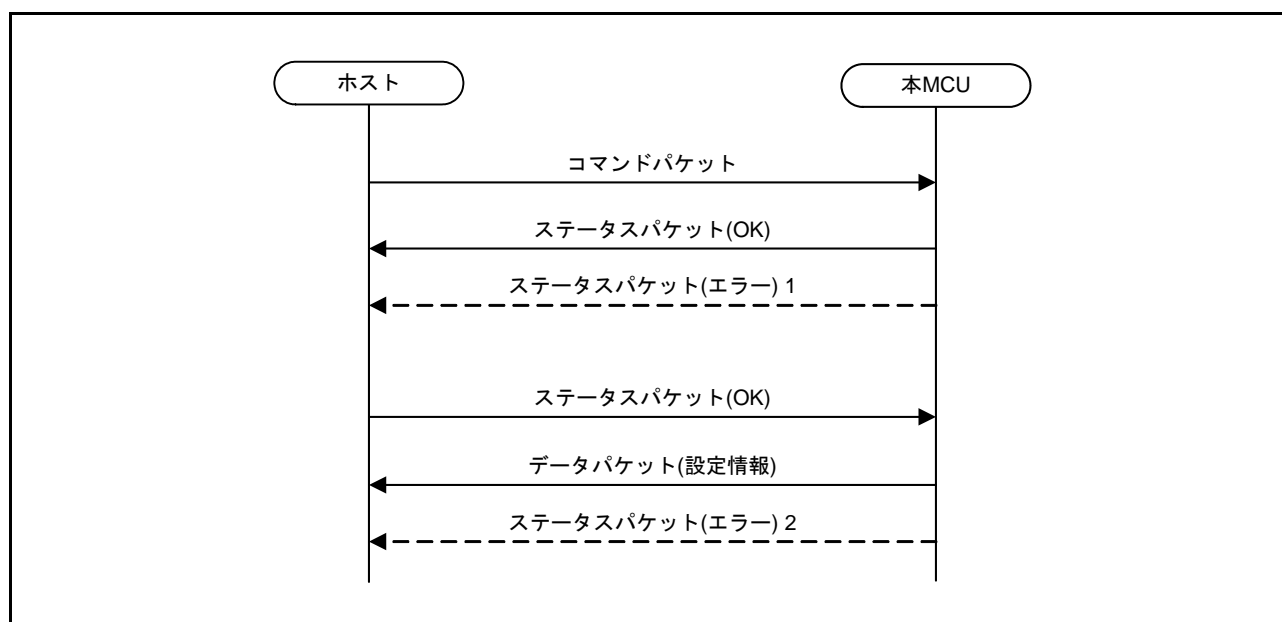 ホスト
本MCU
コマンドパケット
ステータスパケット(OK)
ステータスパケット(エラー) 1
ステータスパケット(OK)
データパケット(設定情報)
ステータスパケット(エラー) 2